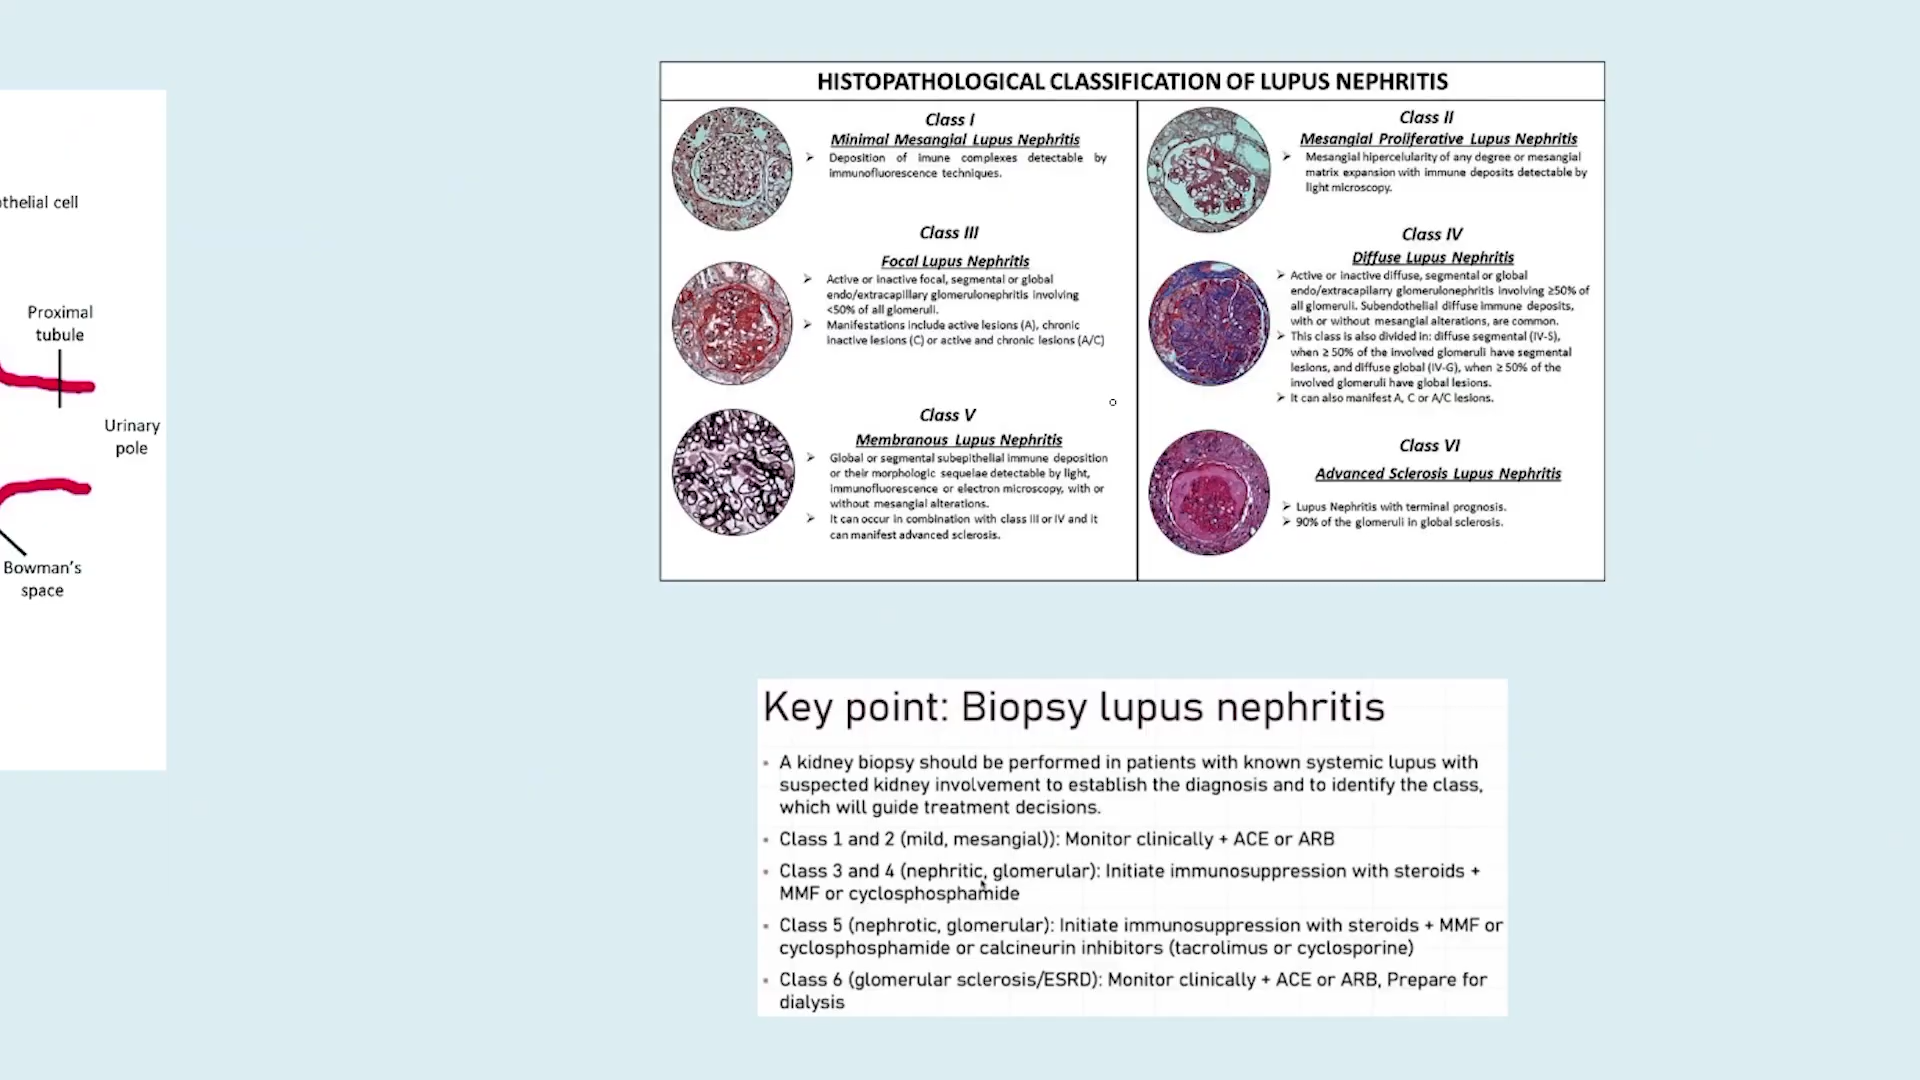 thelial cell
Proximal
tubule
Urinary
pole
Bowman's
space
HISTOPATHOLOGICAL CLASSIFICATION OF LUPUS NEPHRITIS
Class I
Minimal Mesangial Lupus Nephritis
➢ Deposition of imune complexes detectable by
immunofluorescence techniques.
Class III
Focal Lupus Nephritis
➢ Active or inactive focal, segmental or global
endo/extracapillary glomerulonephritis involving
<50% of all glomeruli.
➢ Manifestations include active lesions (A), chronic
inactive lesions (C) or active and chronic lesions (A/C)
Class V
Membranous Lupus Nephritis
➢ Global or segmental subepithelial immune deposition
or their morphologic sequelae detectable by light,
immunofluorescence or electron microscopy, with or
without mesangial alterations.
➢ It can occur in combination with class III or IV and it
can manifest advanced sclerosis.
Class II
Mesangial Proliferative Lupus Nephritis
➢ Mesangial hipercelularity of any degree or mesangial
matrix expansion with immune deposits detectable by
light microscopy.
Class IV
Diffuse Lupus Nephritis
➢ Active or inactive diffuse, segmental or global
endo/extracapilarry glomerulonephritis involving ≥50% of
all glomeruli. Subendothelial diffuse immune deposits,
with or without mesangial alterations, are common.
➢ This class is also divided in: diffuse segmental (IV-S),
when ≥ 50% of the involved glomeruli have segmental
lesions, and diffuse global (IV-G), when ≥ 50% of the
involved glomeruli have global lesions.
➢ It can also manifest A, C or A/C lesions.
Class VI
Advanced Sclerosis Lupus Nephritis
➢ Lupus Nephritis with terminal prognosis.
➢ 90% of the glomeruli in global sclerosis.
Key point: Biopsy lupus nephritis
• A kidney biopsy should be performed in patients with known systemic lupus with
suspected kidney involvement to establish the diagnosis and to identify the class,
which will guide treatment decisions.
• Class 1 and 2 (mild, mesangial)): Monitor clinically + ACE or ARB
• Class 3 and 4 (nephritic, glomerular): Initiate immunosuppression with steroids +
MMF or cyclosphosphamide
• Class 5 (nephrotic, glomerular): Initiate immunosuppression with steroids + MMF or
cyclosphosphamide or calcineurin inhibitors (tacrolimus or cyclosporine)
• Class 6 (glomerular sclerosis/ESRD): Monitor clinically + ACE or ARB, Prepare for
dialysis